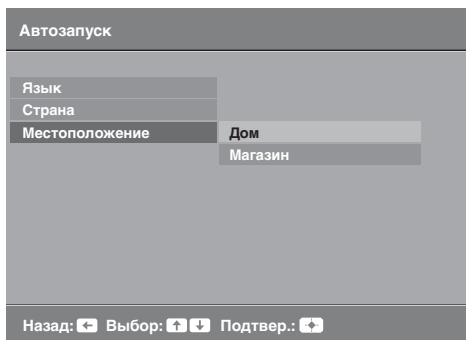 Автозапуск
Язык
Страна
Местоположение Дом
Магазин
Назад: Выбор: Подтвер.: